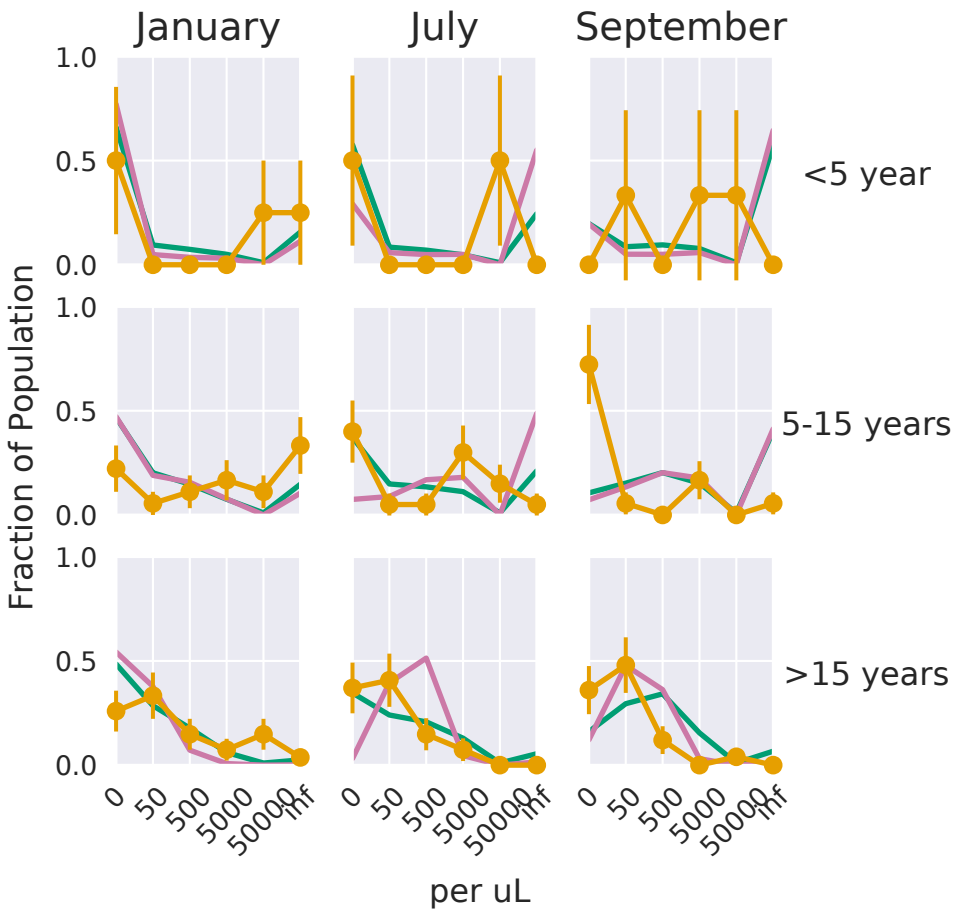 January July September
1.0
0.5
0.0
<5 year
1.0
0.5
0.0
5-15 years
1.0
0.5
0.0
>15 years
Fraction of Population
0 50 500 5000 50000 inf
0 50 500 5000 50000 inf
0 50 500 5000 50000 inf
per uL